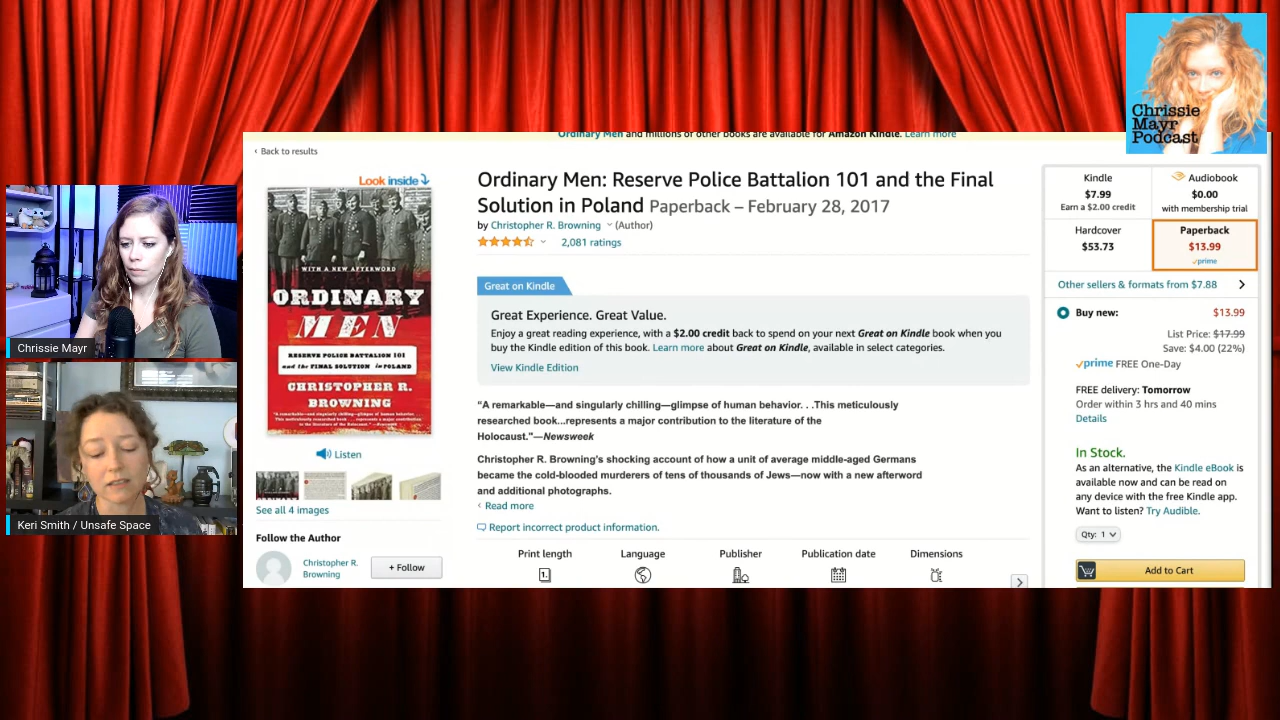 Chrissie
Mayr
Podcast
Ordinary Men and millions of other books are available for Amazon Kindle. Learn more
‹ Back to results
Look inside
WITH A NEW AFTERWORD
ORDINARY
MEN
RESERVE POLICE BATTALION 101
and the FINAL SOLUTION in POLAND
CHRISTOPHER R.
BROWNING
Listen
See all 4 images
Follow the Author
Christopher R.
Browning
+ Follow
Ordinary Men: Reserve Police Battalion 101 and the Final
Solution in Poland Paperback – February 28, 2017
by Christopher R. Browning (Author)
2,081 ratings
Great on Kindle
Great Experience. Great Value.
Enjoy a great reading experience, with a $2.00 credit back to spend on your next Great on Kindle book when you
buy the Kindle edition of this book. Learn more about Great on Kindle, available in select categories.
View Kindle Edition
"A remarkable—and singularly chilling—glimpse of human behavior. . .This meticulously
researched book...represents a major contribution to the literature of the
Holocaust."—Newsweek
Christopher R. Browning's shocking account of how a unit of average middle-aged Germans
became the cold-blooded murderers of tens of thousands of Jews—now with a new afterword
and additional photographs.
‹ Read more
Report incorrect product information.
Print length
Language
Publisher
Publication date
Dimensions
Kindle
$7.99
Earn a $2.00 credit
Audiobook
$0.00
with membership trial
Hardcover
$53.73
Paperback
$13.99
prime
Other sellers & formats from $7.88
Buy new:
$13.99
List Price: $17.99
Save: $4.00 (22%)
prime FREE One-Day
FREE delivery: Tomorrow
Order within 3 hrs and 40 mins
Details
In Stock.
As an alternative, the Kindle eBook is
available now and can be read on
any device with the free Kindle app.
Want to listen? Try Audible.
Qty: 1
Add to Cart
Chrissie Mayr
Keri Smith / Unsafe Space